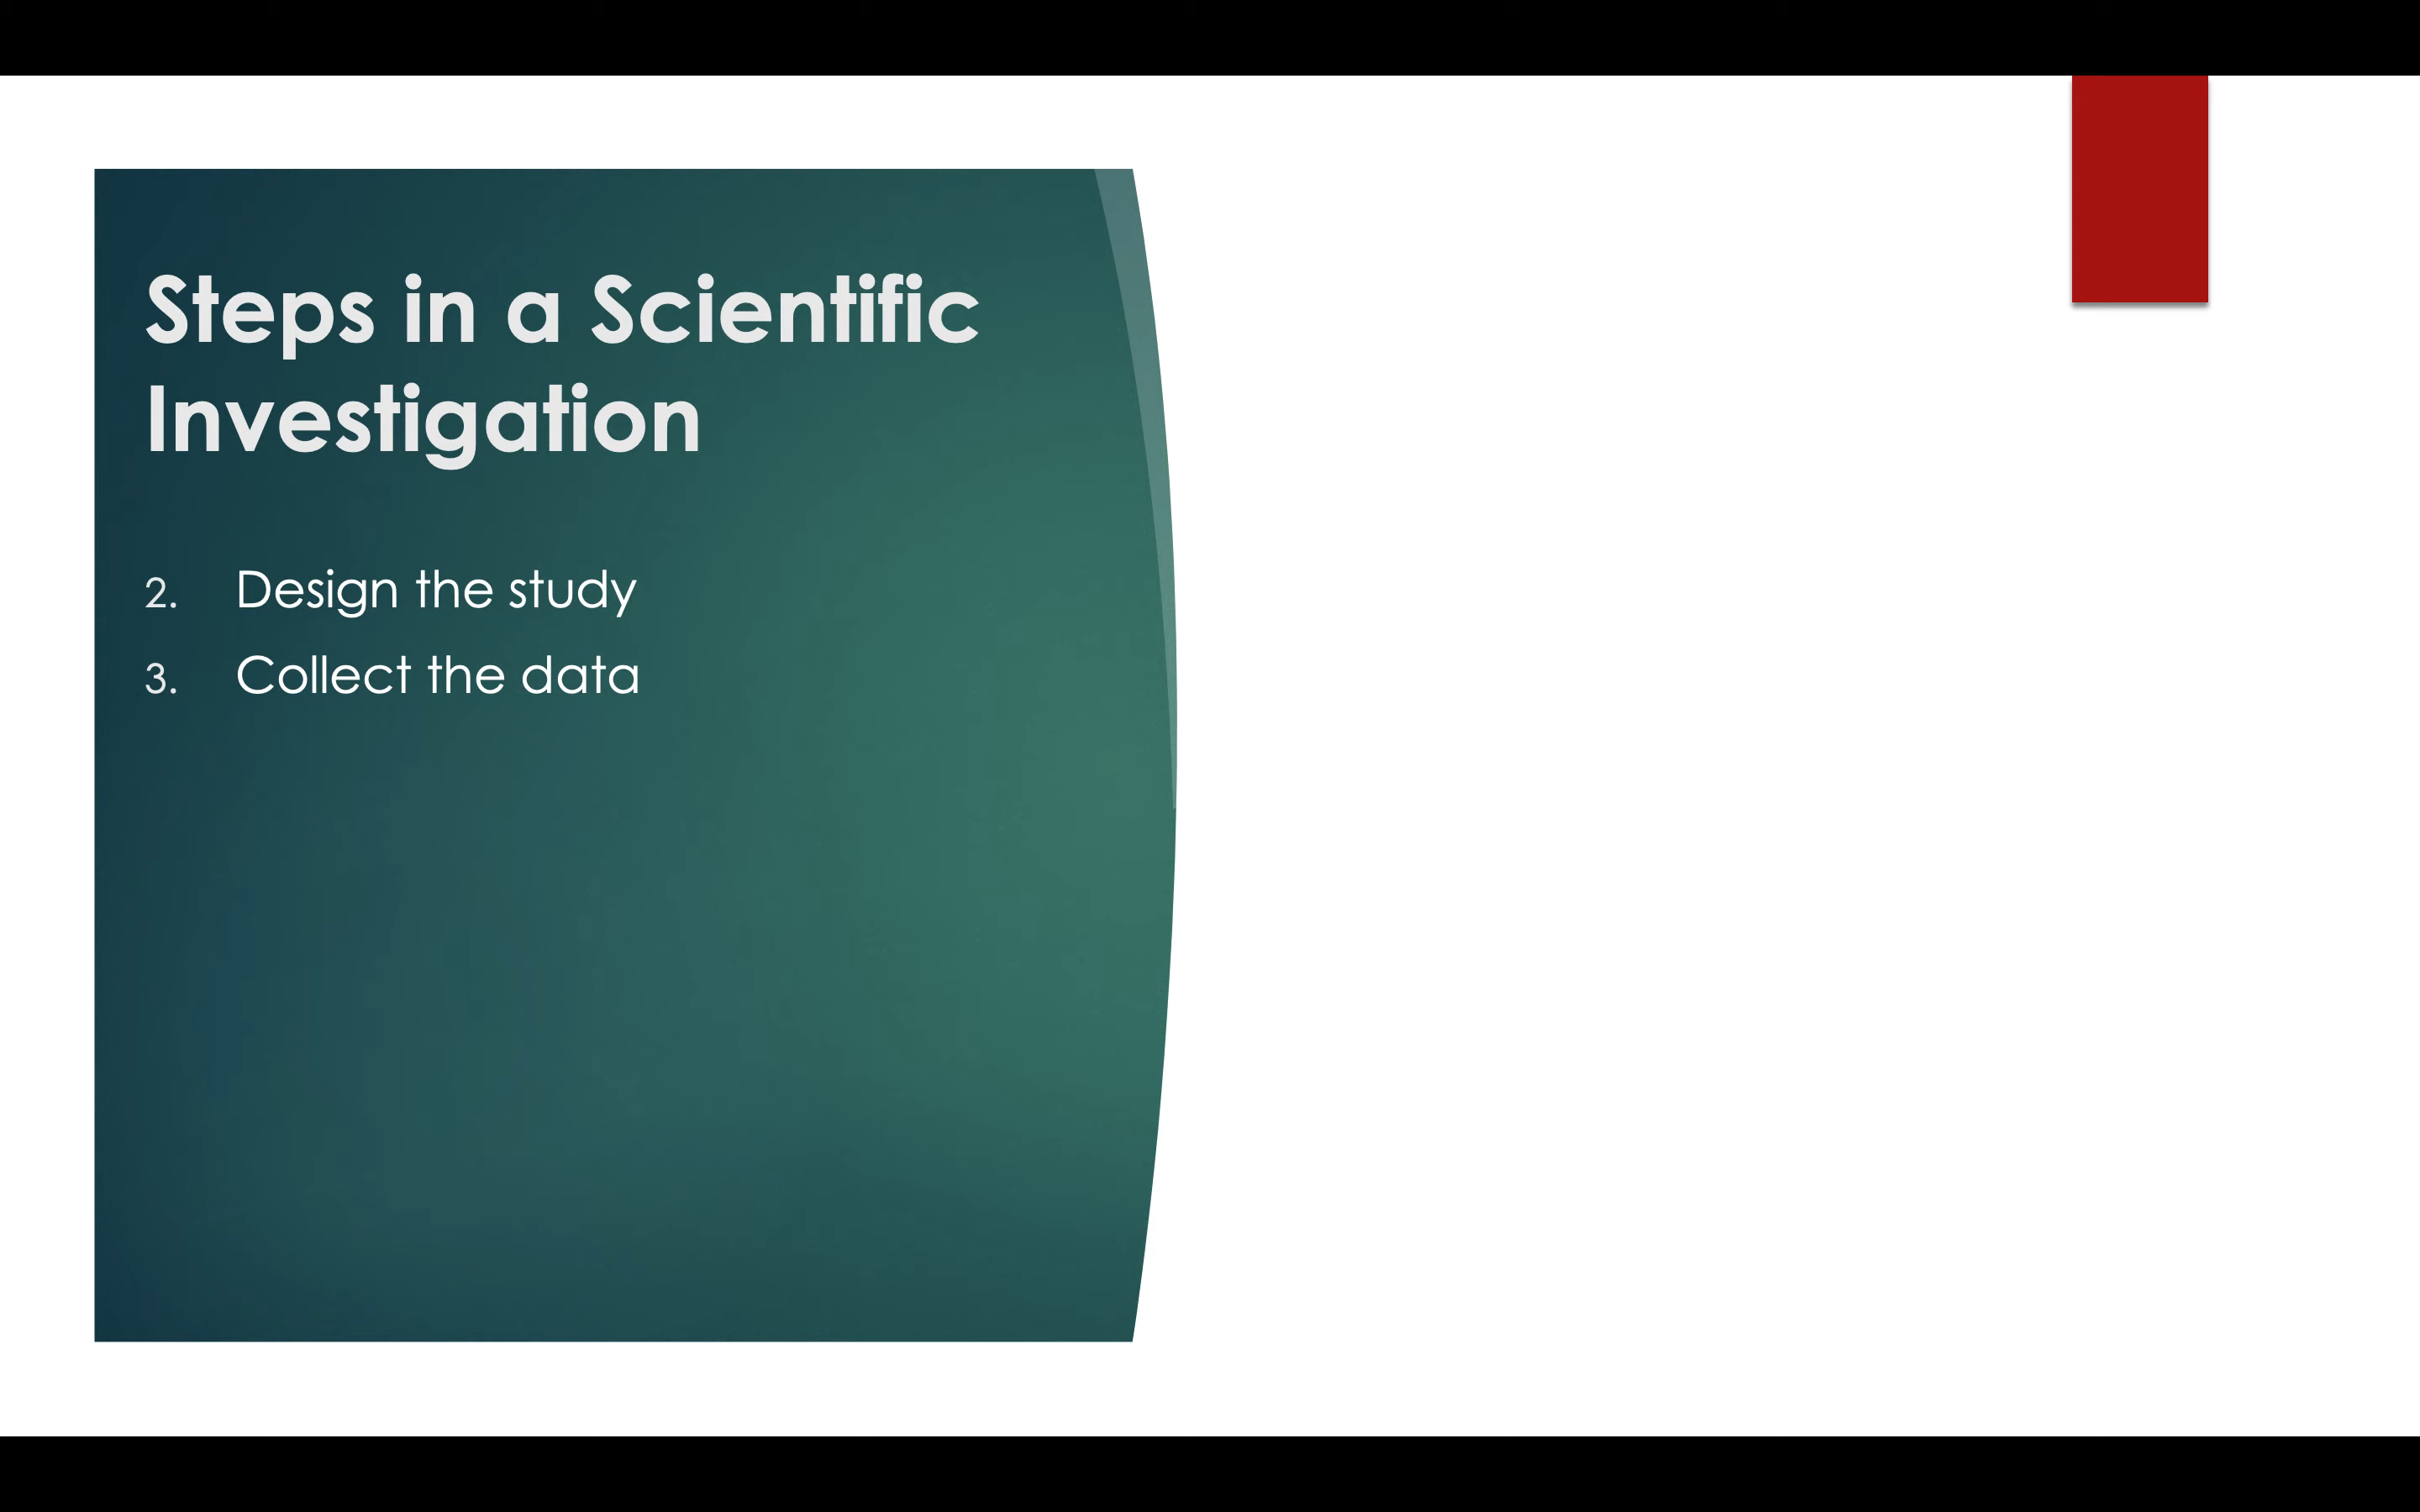 Steps in a Scientific
Investigation
2. Design the study
3. Collect the data